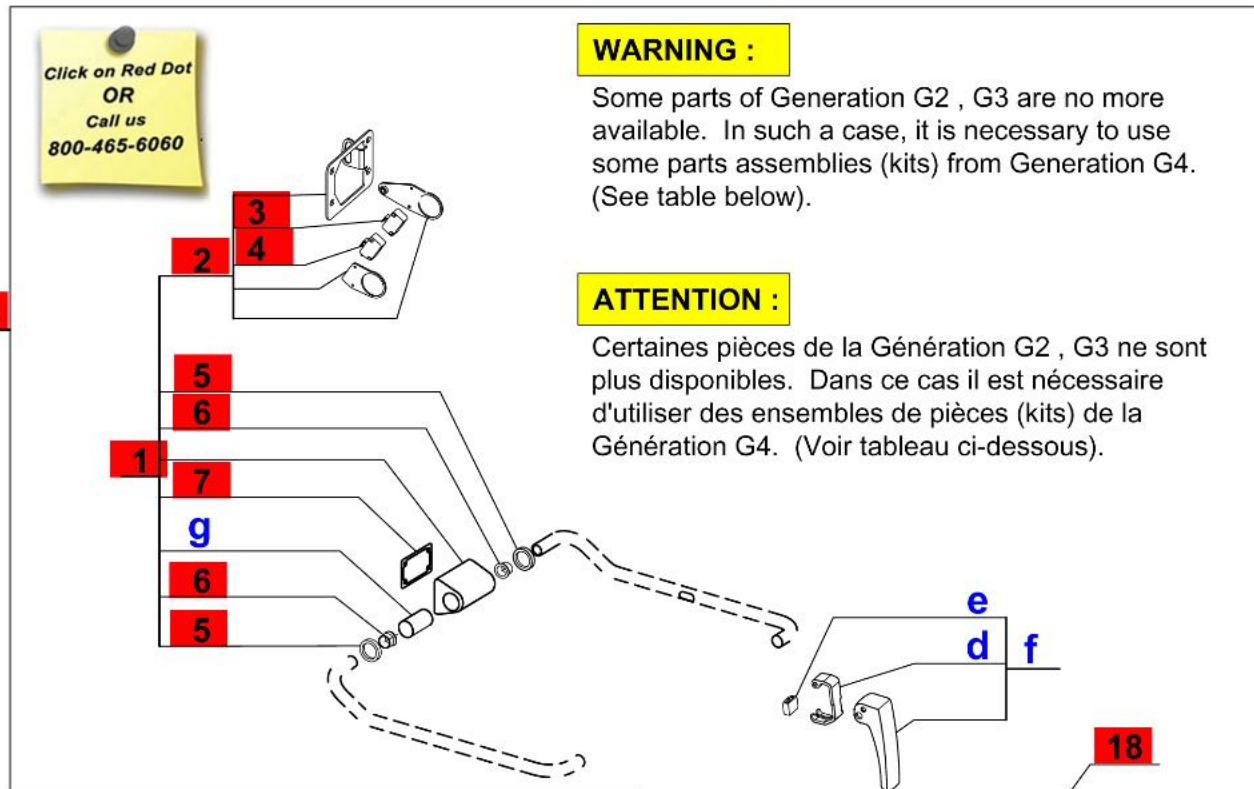 Click on Red Dot
OR
Call us
800-465-6060
WARNING :
Some parts of Generation G2 , G3 are no more
available. In such a case, it is necessary to use
some parts assemblies (kits) from Generation G4.
(See table below).
ATTENTION :
Certaines pièces de la Génération G2 , G3 ne sont
plus disponibles. Dans ce cas il est nécessaire
d'utiliser des ensembles de pièces (kits) de la
Génération G4. (Voir tableau ci-dessous).
3
4
2
5
6
1
7
g
6
5
e
d
f
18